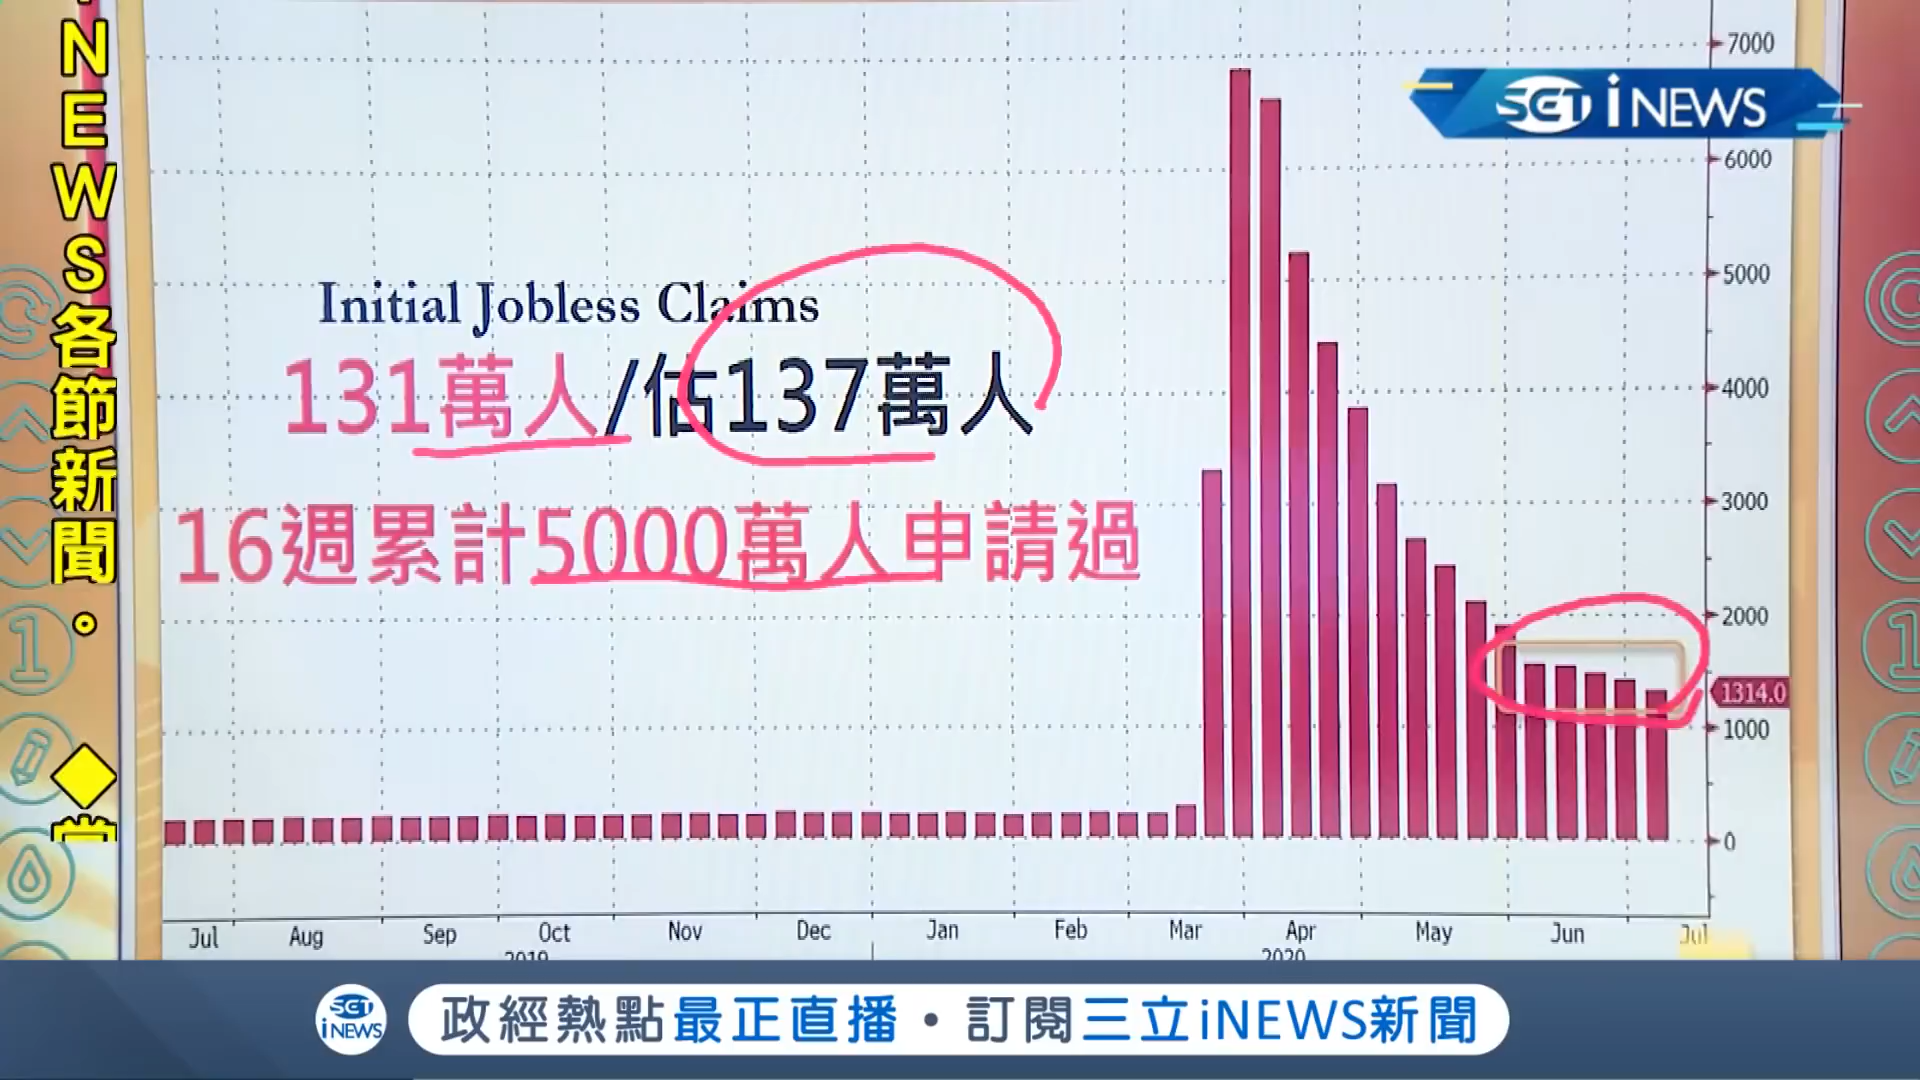 NEWS各節新聞。◆
SET iNEWS
7000
6000
5000
4000
3000
2000
1314.0
1000
0
Initial Jobless Claims
131萬人/估137萬人
16週累計5000萬人申請過
Jul Aug Sep Oct Nov Dec Jan Feb Mar Apr May Jun Jul
2019 2020
SET iNEWS
政經熱點最正直播・訂閱三立iNEWS新聞